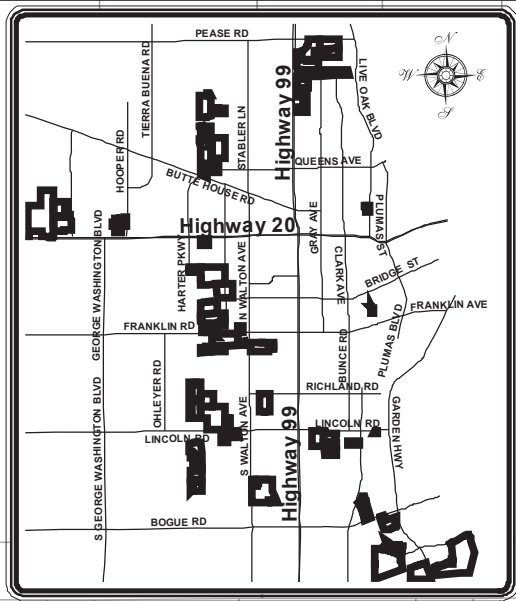 N
W
E
S
PEASE RD
TIERRA BUENA RD
LIVE OAK BLVD
Highway 99
STABLER LN
HOOPER RD
QUEENS AVE
BUTTE HOUSE RD
PLUMAS ST
GRAY AVE
Highway 20
GEORGE WASHINGTON BLVD
HARTER PKWY
N WALTON AVE
CLARK AVE
BRIDGE ST
FRANKLIN AVE
FRANKLIN RD
PLUMAS BLVD
BUNCE RD
OHLEYER RD
RICHLAND RD
S GEORGE WASHINGTON BLVD
S WALTON AVE
GARDEN HWY
LINCOLN RD
LINCOLN RD
Highway 99
BOGUE RD